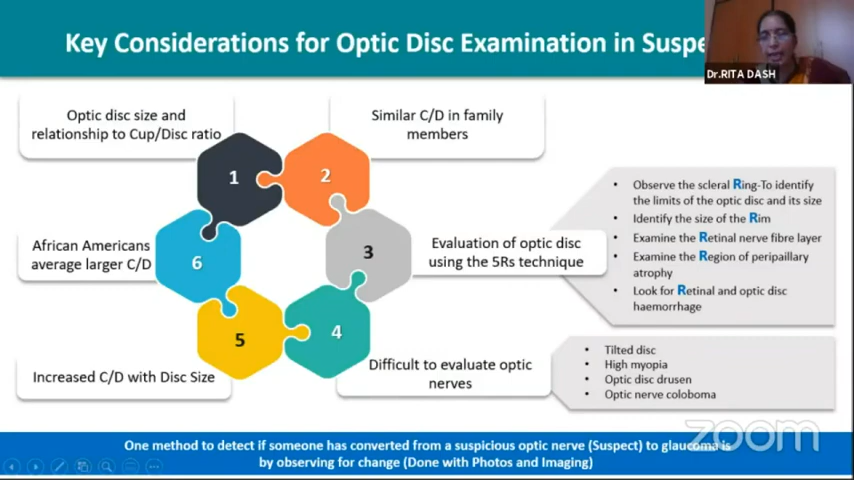 Key Considerations for Optic Disc Examination in Suspe
Dr.RITA DASH
Optic disc size and
relationship to Cup/Disc ratio
Similar C/D in family
members
1
2
3
4
5
6
African Americans
average larger C/D
Evaluation of optic disc
using the 5Rs technique
• Observe the scleral Ring-To identify
the limits of the optic disc and its size
• Identify the size of the Rim
• Examine the Retinal nerve fibre layer
• Examine the Region of peripaillary
atrophy
• Look for Retinal and optic disc
haemorrhage
Increased C/D with Disc Size
Difficult to evaluate optic
nerves
• Tilted disc
• High myopia
• Optic disc drusen
• Optic nerve coloboma
zoom
One method to detect if someone has converted from a suspicious optic nerve (Suspect) to glaucoma is
by observing for change (Done with Photos and Imaging)